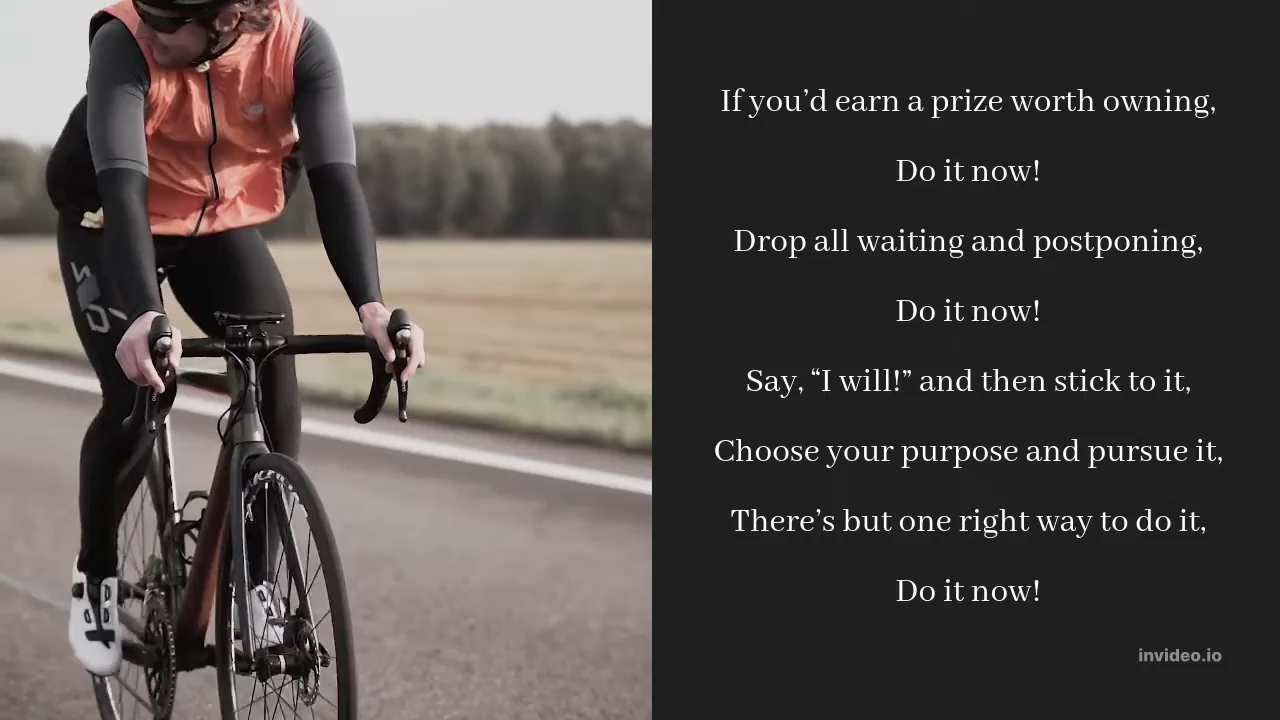 If you’d earn a prize worth owning,
Do it now!
Drop all waiting and postponing,
Do it now!
Say, “I will!” and then stick to it,
Choose your purpose and pursue it,
There’s but one right way to do it,
Do it now!
invideo.io